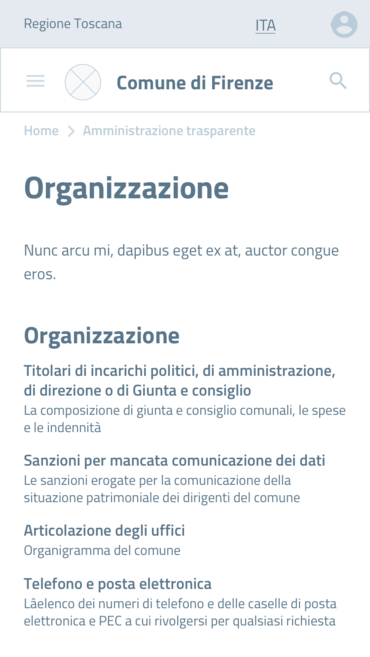 Regione Toscana ITA
Comune di Firenze
Home Amministrazione trasparente
Organizzazione
Nunc arcu mi, dapibus eget ex at, auctor congue
eros.
Organizzazione
Titolari di incarichi politici, di amministrazione,
di direzione o di Giunta e consiglio
La composizione di giunta e consiglio comunali, le spese
e le indennità
Sanzioni per mancata comunicazione dei dati
Le sanzioni erogate per la comunicazione della
situazione patrimoniale dei dirigenti del comune
Articolazione degli uffici
Organigramma del comune
Telefono e posta elettronica
Lâelenco dei numeri di telefono e delle caselle di posta
elettronica e PEC a cui rivolgersi per qualsiasi richiesta